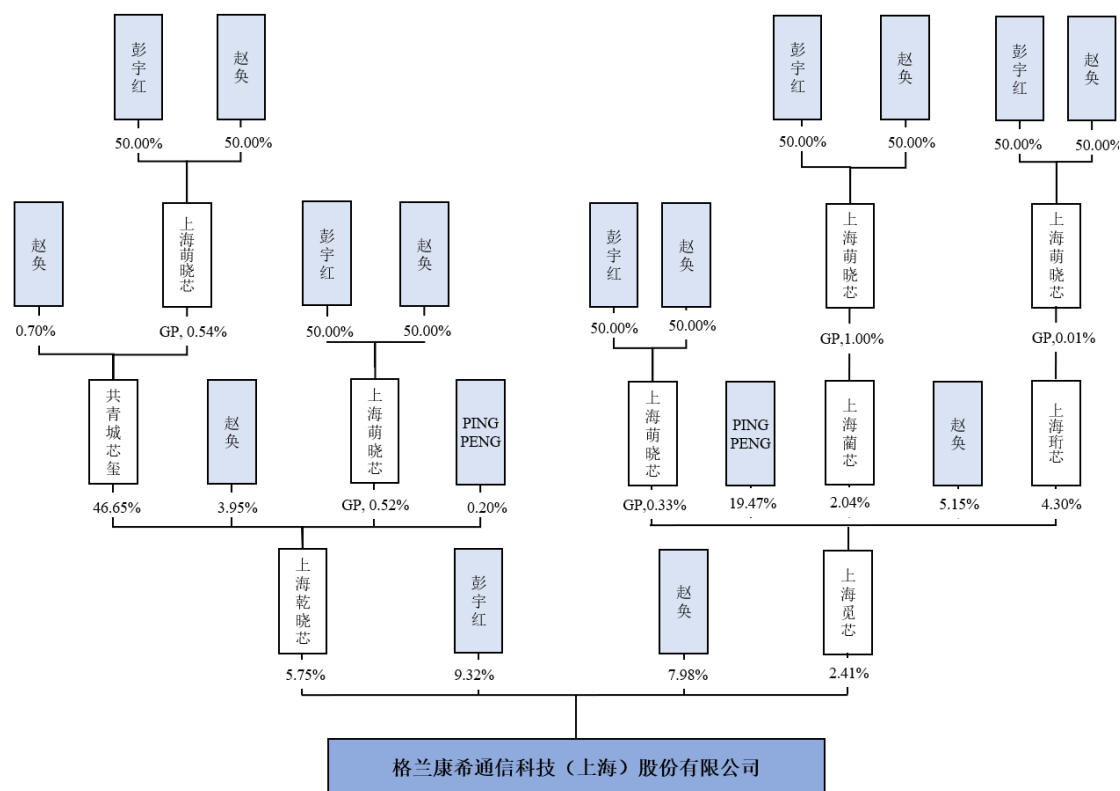 彭宇红
赵奂
彭宇红
赵奂
彭宇红
赵奂
50.00%
50.00%
50.00%
50.00%
50.00%
50.00%
赵奂
上海萌晓芯
彭宇红
赵奂
彭宇红
赵奂
上海萌晓芯
上海萌晓芯
0.70%
GP, 0.54%
50.00%
50.00%
50.00%
50.00%
GP,1.00%
GP,0.01%
共青城芯玺
赵奂
上海萌晓芯
PING
PENG
上海萌晓芯
PING
PENG
上海蔺芯
赵奂
上海珩芯
46.65%
3.95%
GP, 0.52%
0.20%
GP,0.33%
19.47%
2.04%
5.15%
4.30%
上海乾晓芯
彭宇红
赵奂
上海觅芯
5.75%
9.32%
7.98%
2.41%
格兰康希通信科技（上海）股份有限公司